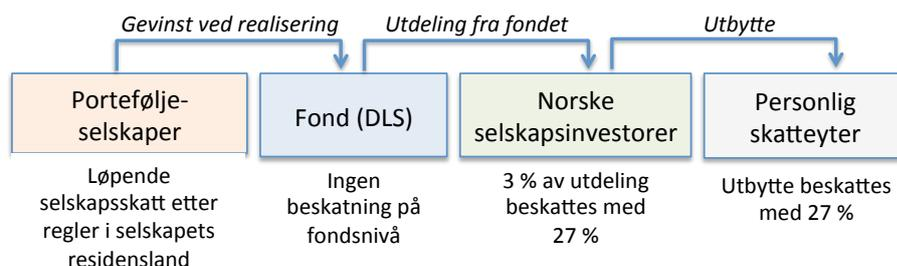 Gevinst ved realisering
Utdeling fra fondet
Utbytte
Portefølje-
selskaper
Fond (DLS)
Norske
selskapsinvestorer
Personlig
skatteyter
Løpende
selskapsskatt etter
regler i selskapets
residensland
Ingen
beskatning på
fondsnivå
3 % av utdeling
beskattes med
27 %
Utbytte beskattes
med 27 %